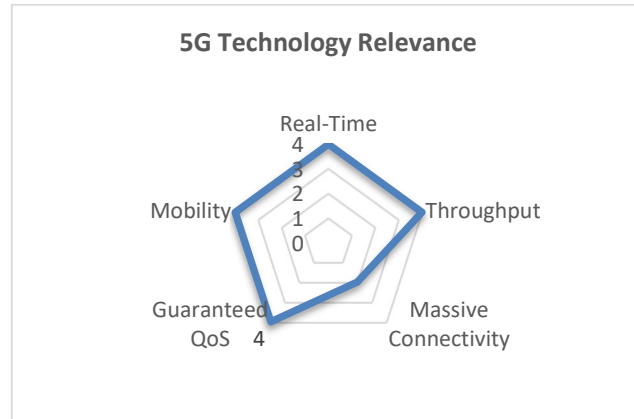 5G Technology Relevance
Real-Time
4
3
2
1
0
Mobility
Throughput
Guaranteed
QoS
4
Massive
Connectivity